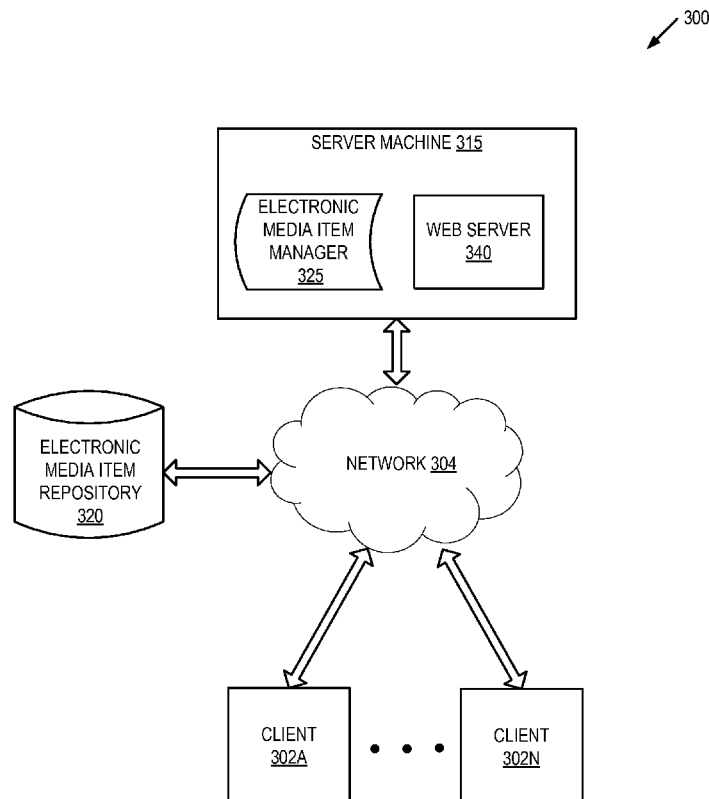 300
SERVER MACHINE 315
ELECTRONIC
MEDIA ITEM
MANAGER
325
WEB SERVER
340
ELECTRONIC
MEDIA ITEM
REPOSITORY
320
NETWORK 304
CLIENT
302A
CLIENT
302N